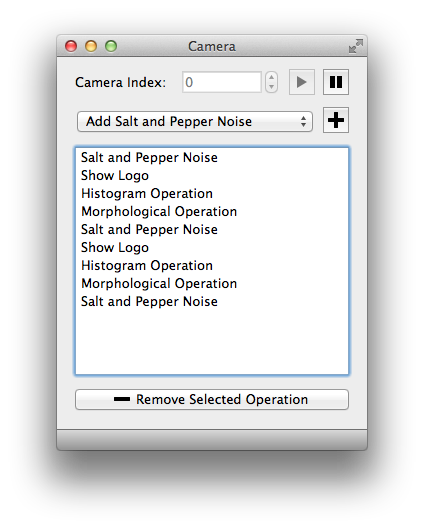 Camera
Camera Index: 0
Add Salt and Pepper Noise
Salt and Pepper Noise
Show Logo
Histogram Operation
Morphological Operation
Salt and Pepper Noise
Show Logo
Histogram Operation
Morphological Operation
Salt and Pepper Noise
Remove Selected Operation